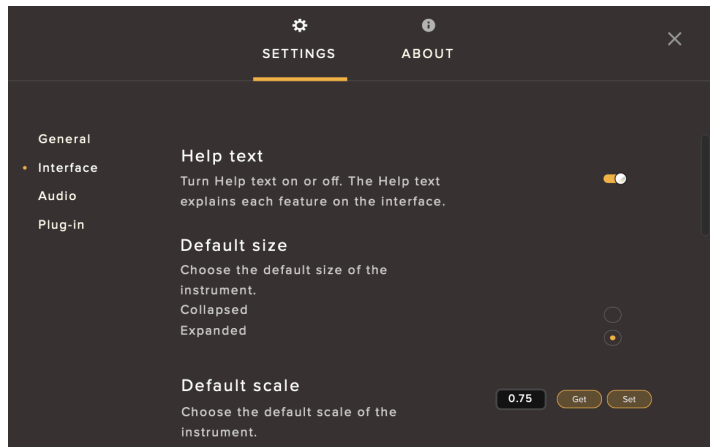 SETTINGS
ABOUT
General
Interface
Audio
Plug-in
Help text
Turn Help text on or off. The Help text
explains each feature on the interface.
Default size
Choose the default size of the
instrument.
Collapsed
Expanded
Default scale
0.75
Get
Set
Choose the default scale of the
instrument.